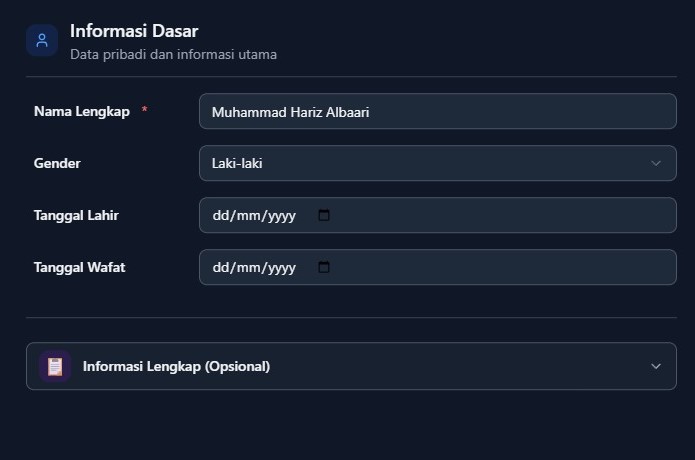 Informasi Dasar
Data pribadi dan informasi utama
Nama Lengkap *
Muhammad Hariz Albaari
Gender
Laki-laki
Tanggal Lahir
dd/mm/yyyy
Tanggal Wafat
dd/mm/yyyy
Informasi Lengkap (Opsional)